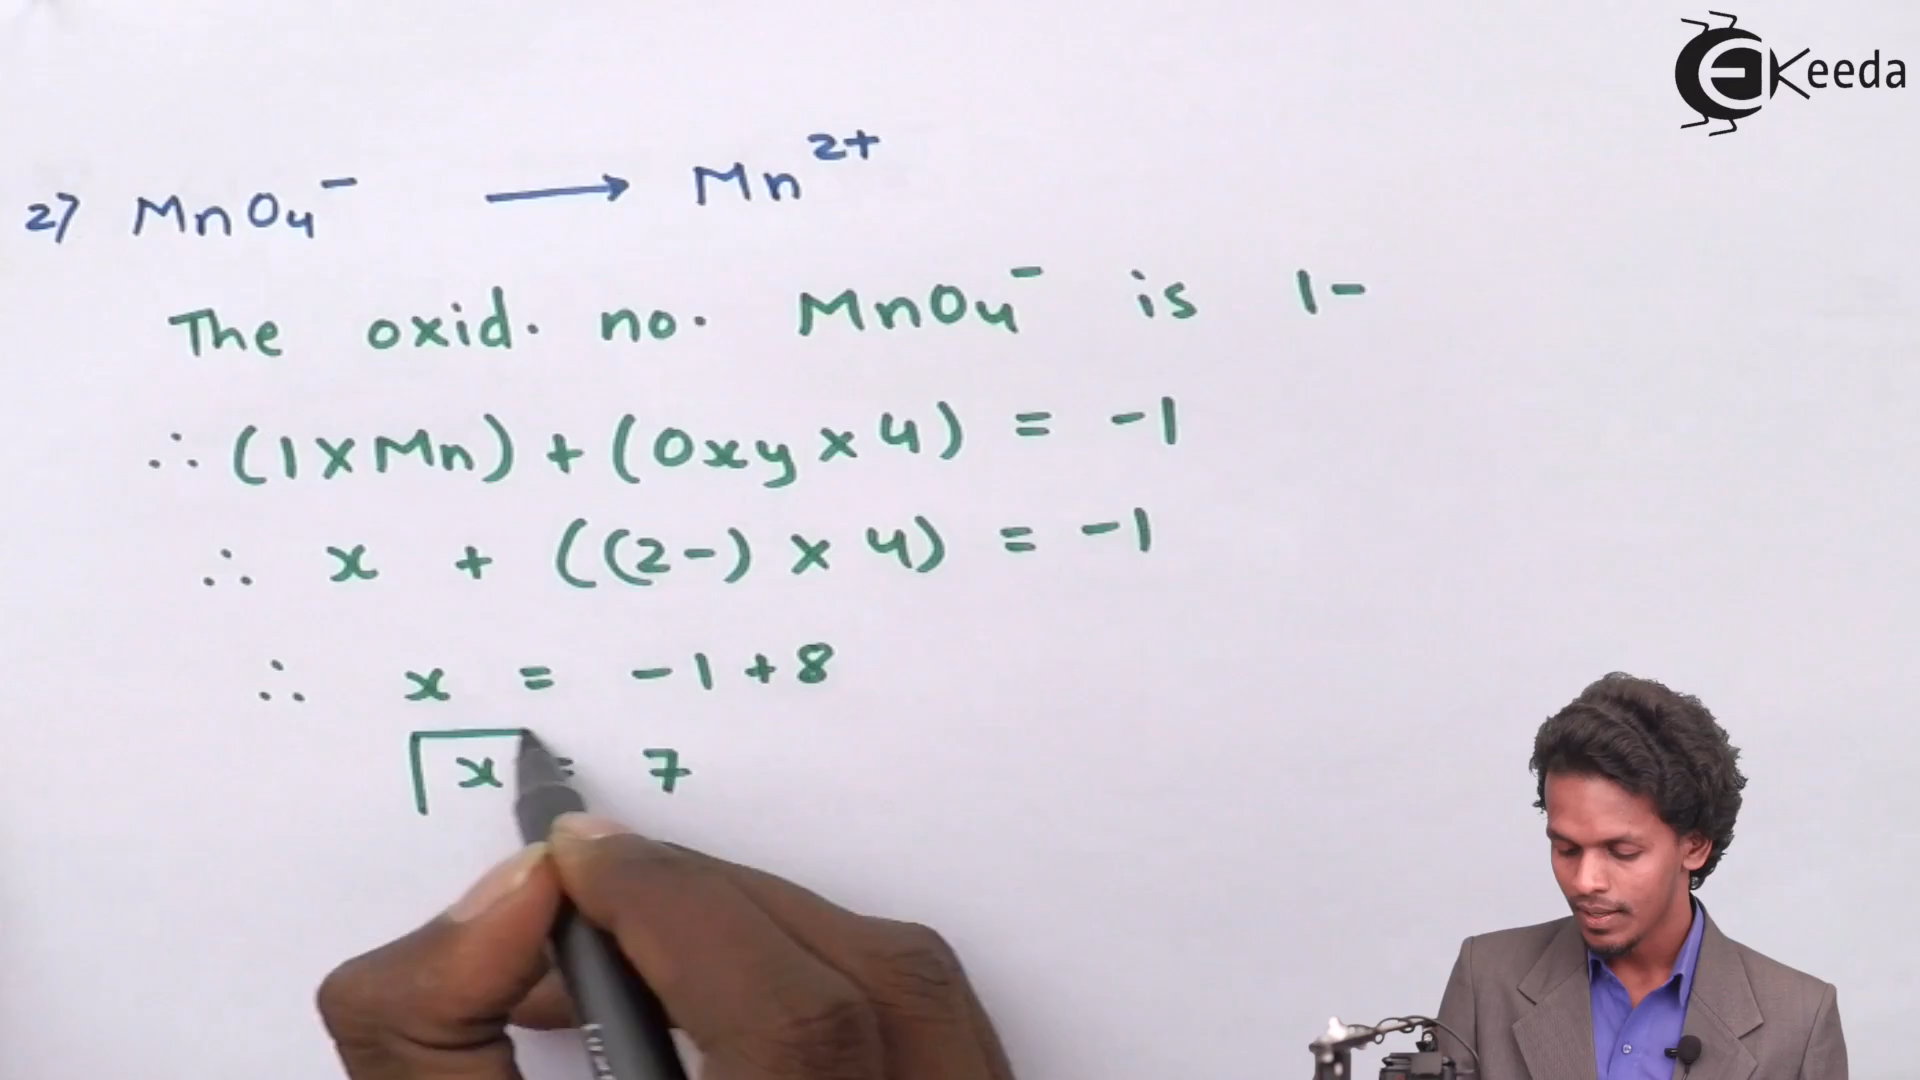 Keeda
2) MnO₄⁻ → Mn²⁺
The oxid. no. MnO₄⁻ is 1-
∴ (1 x Mn) + (Oxy x 4) = -1
∴ x + ((2-) x 4) = -1
∴ x = -1 + 8
x = 7